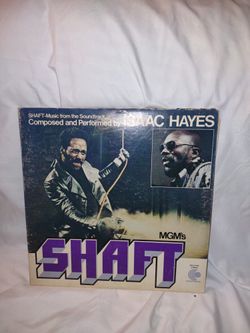 SHAFT-Music from the Soundtrack
Composed and Performed by ISAAC HAYES
MGM's
SHAFT